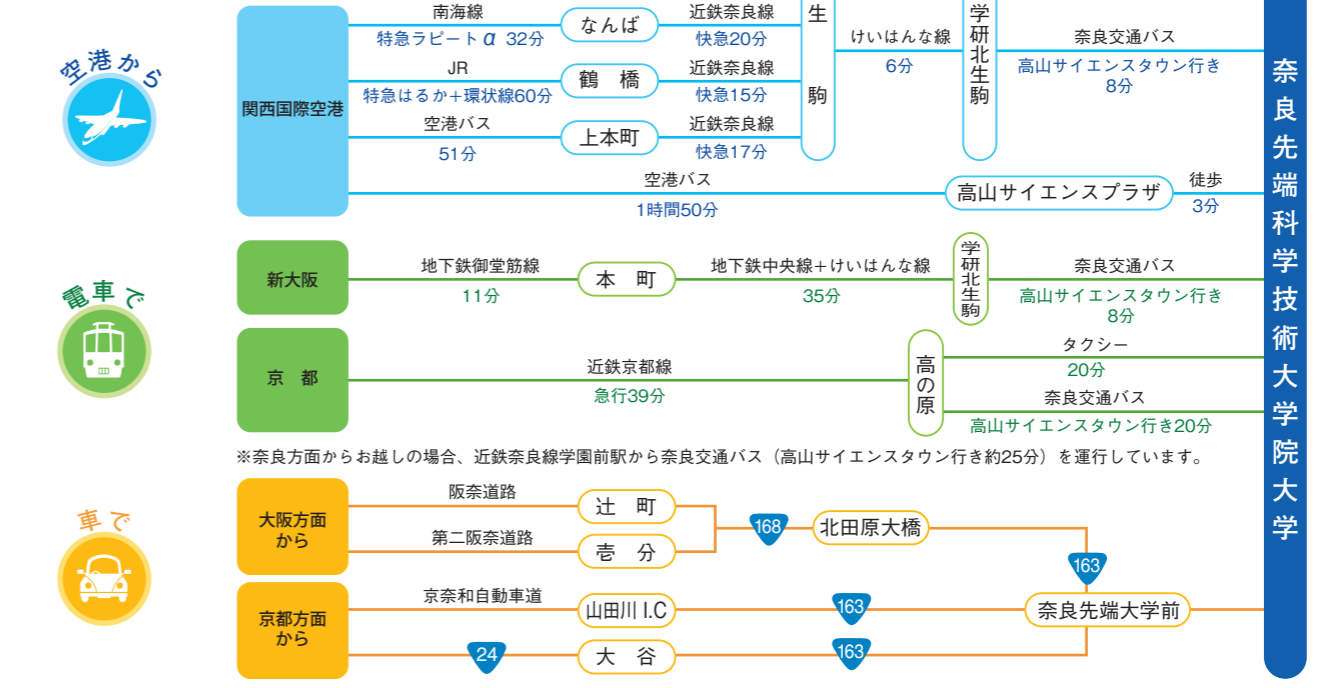 空港から
関西国際空港
南海線
特急ラピートα 32分
なんば
近鉄奈良線
快急20分
JR
特急はるか＋環状線60分
鶴　橋
近鉄奈良線
快急15分
空港バス
51分
上本町
近鉄奈良線
快急17分
生　駒
けいはんな線
6分
学研北生駒
奈良交通バス
高山サイエンスタウン行き
8分
空港バス
1時間50分
高山サイエンスプラザ
徒歩
3分
電車で
新大阪
地下鉄御堂筋線
11分
本　町
地下鉄中央線＋けいはんな線
35分
学研北生駒
奈良交通バス
高山サイエンスタウン行き
8分
京　都
近鉄京都線
急行39分
高の原
タクシー
20分
奈良交通バス
高山サイエンスタウン行き20分
※奈良方面からお越しの場合、近鉄奈良線学園前駅から奈良交通バス（高山サイエンスタウン行き約25分）を運行しています。
車で
大阪方面
から
阪奈道路
辻　町
第二阪奈道路
壱　分
168
北田原大橋
163
京都方面
から
京奈和自動車道
山田川 I.C
163
奈良先端大学前
24
大　谷
163
奈良先端科学技術大学院大学